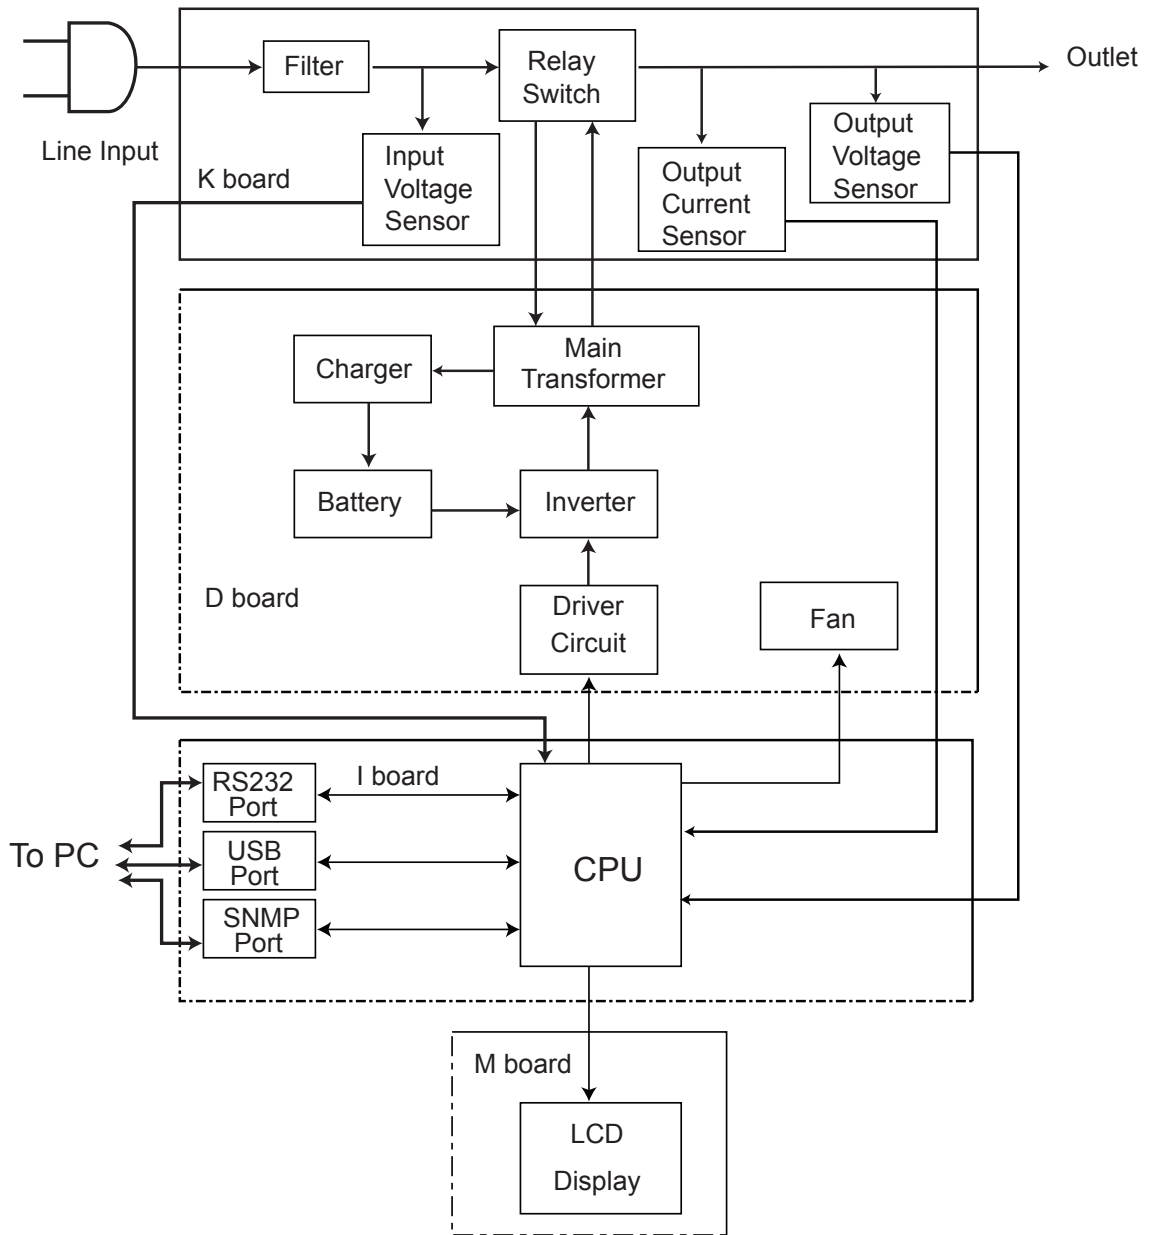 Line Input
Filter
Relay
Switch
Outlet
K board
Input
Voltage
Sensor
Output
Current
Sensor
Output
Voltage
Sensor
Main
Transformer
Charger
Battery
Inverter
D board
Driver
Circuit
Fan
I board
RS232
Port
USB
Port
SNMP
Port
To PC
CPU
M board
LCD
Display